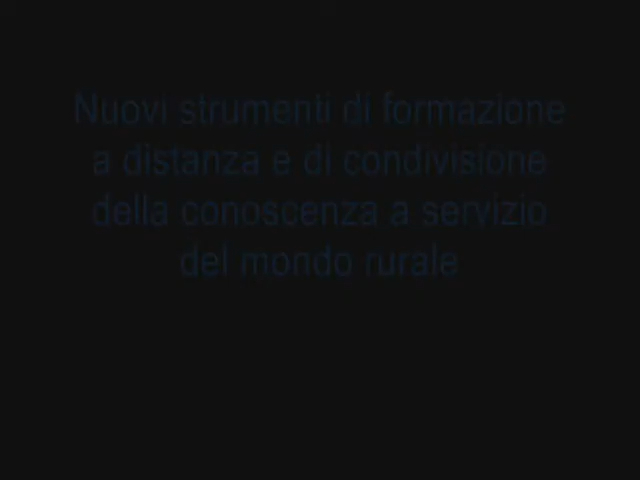 Nuovi strumenti di formazione
a distanza e di condivisione
della conoscenza a servizio
del mondo rurale